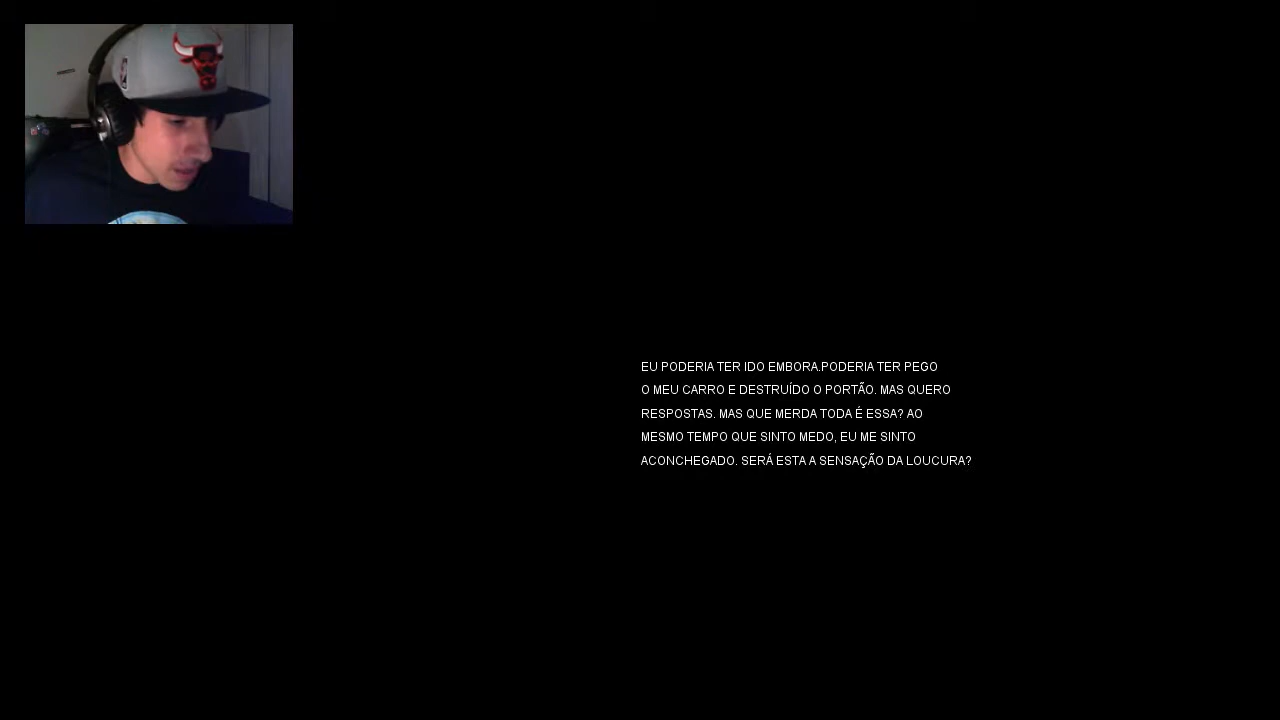 EU PODERIA TER IDO EMBORA.PODERIA TER PEGO
O MEU CARRO E DESTRUÍDO O PORTÃO. MAS QUERO
RESPOSTAS. MAS QUE MERDA TODA É ESSA? AO
MESMO TEMPO QUE SINTO MEDO, EU ME SINTO
ACONCHEGADO. SERÁ ESTA A SENSAÇÃO DA LOUCURA?